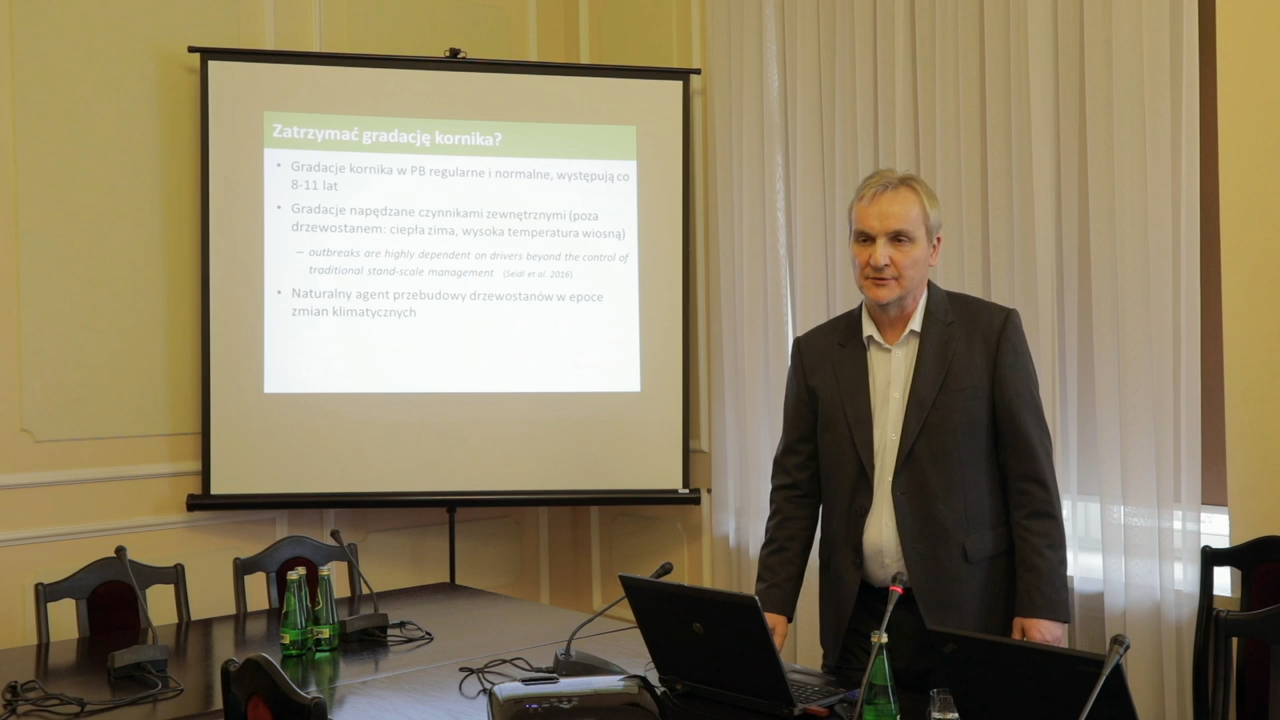 Zatrzymać gradację kornika?
• Gradacje kornika w PB regularne i normalne, występują co
8-11 lat
• Gradacje napędzane czynnikami zewnętrznymi (poza
drzewostanem: ciepła zima, wysoka temperatura wiosną)
– outbreaks are highly dependent on drivers beyond the control of
traditional stand-scale management (Seidl et al. 2016)
• Naturalny agent przebudowy drzewostanów w epoce
zmian klimatycznych